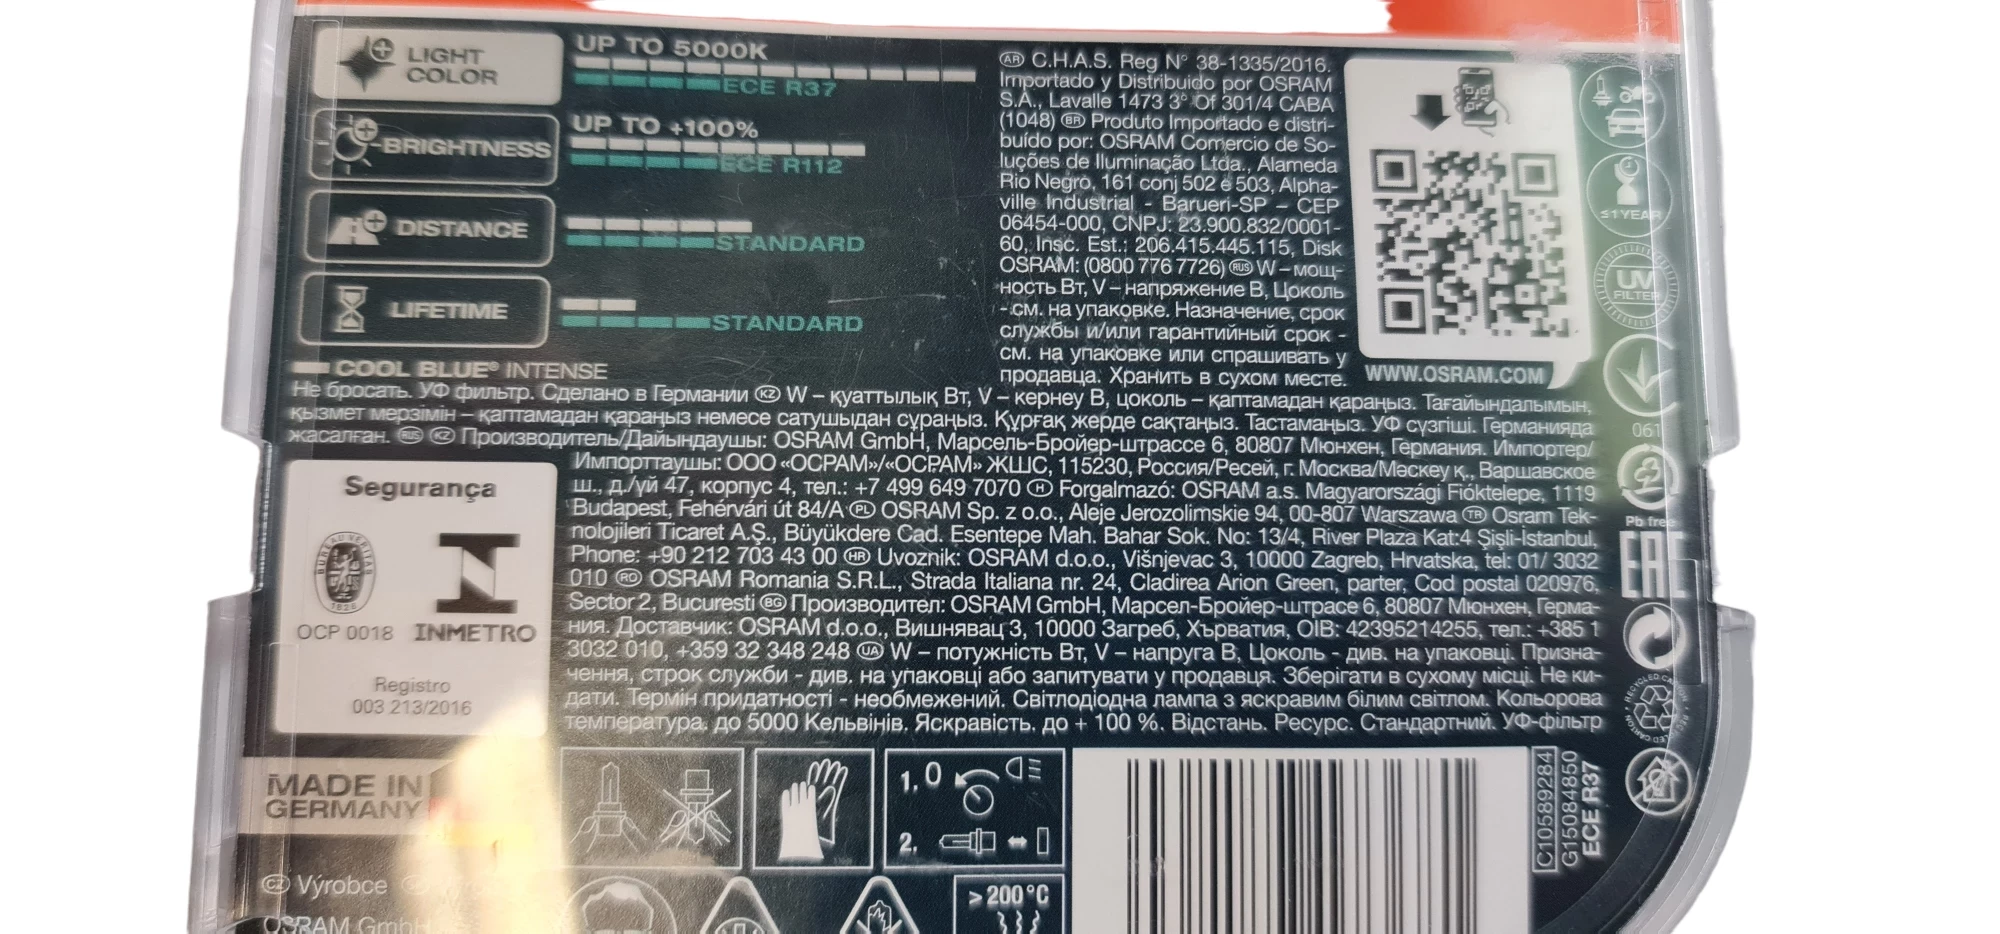 LIGHT
COLOR
UP TO 5000K
ECE R37
BRIGHTNESS
UP TO +100%
ECE R112
DISTANCE
STANDARD
LIFETIME
STANDARD
COOL BLUE® INTENSE
AR C.H.A.S. Reg N° 38-1335/2016.
Importado y Distribuido por OSRAM
S.A., Lavalle 1473 3° Of 301/4 CABA
(1048) BR Produto Importado e distri-
buído por: OSRAM Comercio de So-
luções de Iluminação Ltda., Alameda
Rio Negro, 161 conj 502 e 503, Alpha-
ville Industrial - Barueri-SP – CEP
06454-000, CNPJ: 23.900.832/0001-
60, Insc. Est.: 206.415.445.115, Disk
OSRAM: (0800 776 7726) RUS W – мощ-
ность Вт, V – напряжение В, Цоколь
- см. на упаковке. Назначение, срок
службы и/или гарантийный срок -
см. на упаковке или спрашивать у
продавца. Хранить в сухом месте.
Не бросать. УФ фильтр. Сделано в Германии KZ W – қуаттылық Вт, V – кернеу В, цоколь – қаптамадан қараңыз. Тағайындалымын,
қызмет мерзімін – қаптамадан қараңыз немесе сатушыдан сұраңыз. Құрғақ жерде сақтаңыз. Тастамаңыз. УФ сүзгіші. Германияда
жасалған. RUS KZ Производитель/Дайындаушы: OSRAM GmbH, Марсель-Бройер-штрассе 6, 80807 Мюнхен, Германия. Импортер/
Импорттаушы: ООО «ОСРАМ»/«ОСРАМ» ЖШС, 115230, Россия/Ресей, г. Москва/Мәскеу қ., Варшавское
ш., д./үй 47, корпус 4, тел.: +7 499 649 7070 H Forgalmazó: OSRAM a.s. Magyarországi Fióktelepe, 1119
Budapest, Fehérvári út 84/A PL OSRAM Sp. z o.o., Aleje Jerozolimskie 94, 00-807 Warszawa TR Osram Tek-
nolojileri Ticaret A.Ş., Büyükdere Cad. Esentepe Mah. Bahar Sok. No: 13/4, River Plaza Kat:4 Şişli-İstanbul,
Phone: +90 212 703 43 00 HR Uvoznik: OSRAM d.o.o., Višnjevac 3, 10000 Zagreb, Hrvatska, tel: 01/ 3032
010 RO OSRAM Romania S.R.L., Strada Italiana nr. 24, Cladirea Arion Green, parter, Cod postal 020976,
Sector 2, Bucuresti BG Производител: OSRAM GmbH, Марсел-Бройер-штрасе 6, 80807 Мюнхен, Герма-
ния. Доставчик: OSRAM d.o.o., Вишнявац 3, 10000 Загреб, Хърватия, OIB: 42395214255, тел.: +385 1
3032 010, +359 32 348 248 UA W – потужність Вт, V – напруга В, Цоколь - див. на упаковці. Призна-
чення, строк служби - див. на упаковці або запитувати у продавця. Зберігати в сухому місці. Не ки-
дати. Термін придатності - необмежений. Світлодіодна лампа з яскравим білим світлом. Кольорова
температура. до 5000 Кельвінів. Яскравість. до + 100 %. Відстань. Ресурс. Стандартний. УФ-фільтр
WWW.OSRAM.COM
≤1 YEAR
UV
FILTER
061
Pb free
EAC
RECYCLED CARTON
Segurança
BUREAU VERITAS
1828
OCP 0018
INMETRO
Registro
003 213/2016
MADE IN
GERMANY
CZ Výrobce
OSRAM GmbH
1. 0
2.
>200°C
C10589284
G15084850
ECE R37